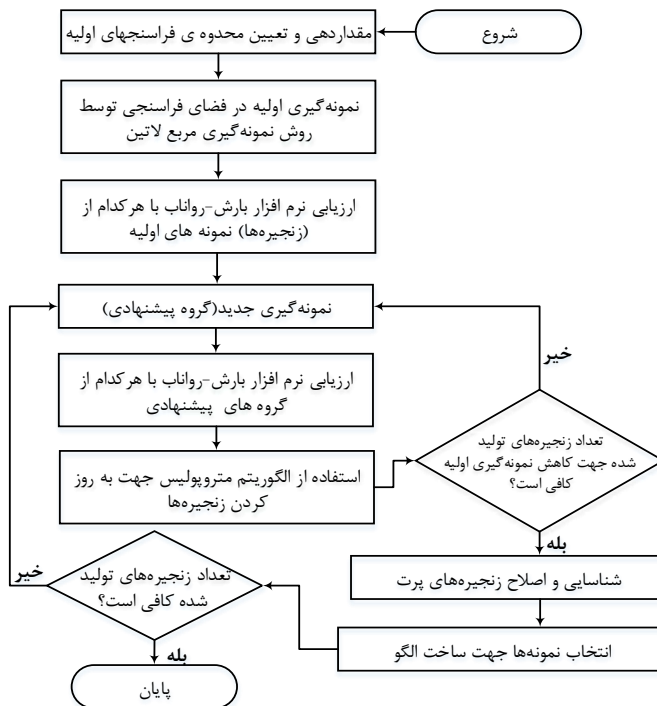 شروع
مقداردهی و تعیین محدوده ی فراسنجهای اولیه
نمونه‌گیری اولیه در فضای فراسنجی توسط
روش نمونه‌گیری مربع لاتین
ارزیابی نرم افزار بارش-رواناب با هرکدام از
(زنجیره‌ها) نمونه های اولیه
نمونه‌گیری جدید(گروه پیشنهادی)
ارزیابی نرم افزار بارش-رواناب با هرکدام از
گروه های پیشنهادی
استفاده از الگوریتم متروپولیس جهت به روز
کردن زنجیره‌ها
تعداد زنجیره‌های تولید
شده جهت کاهش نمونه‌گیری اولیه
کافی است؟
خیر
بله
شناسایی و اصلاح زنجیره‌های پرت
انتخاب نمونه‌ها جهت ساخت الگو
تعداد زنجیره‌های تولید
شده کافی است؟
خیر
بله
پایان